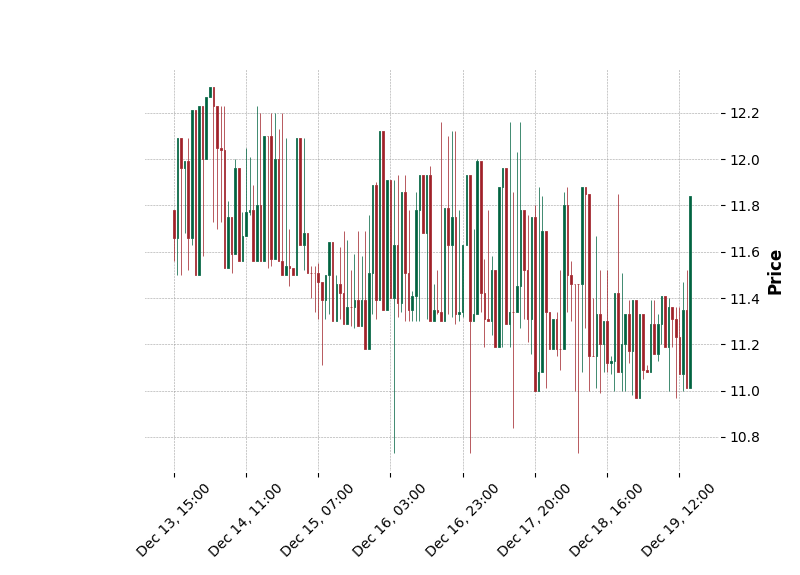 12.2
12.0
11.8
11.6
11.4
11.2
11.0
10.8
Price
Dec 13, 15:00
Dec 14, 11:00
Dec 15, 07:00
Dec 16, 03:00
Dec 16, 23:00
Dec 17, 20:00
Dec 18, 16:00
Dec 19, 12:00